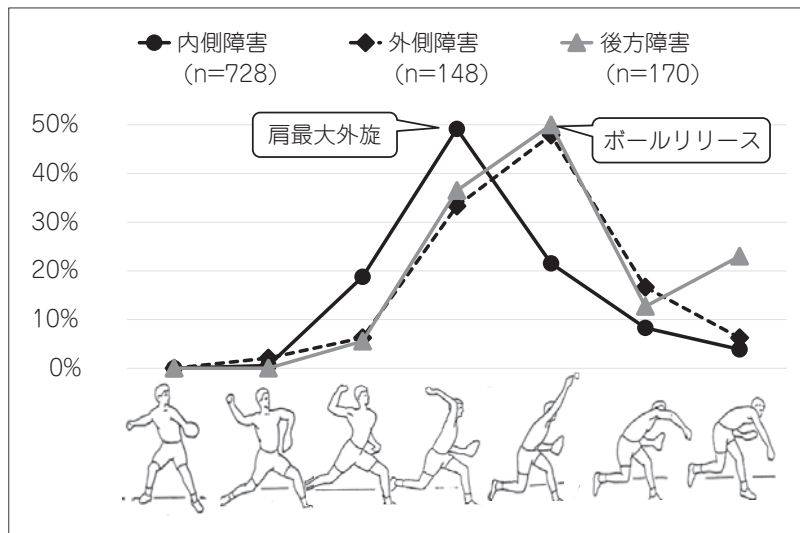 内側障害 外側障害 後方障害
(n=728) (n=148) (n=170)
肩最大外旋
ボールリリース
50%
40%
30%
20%
10%
0%